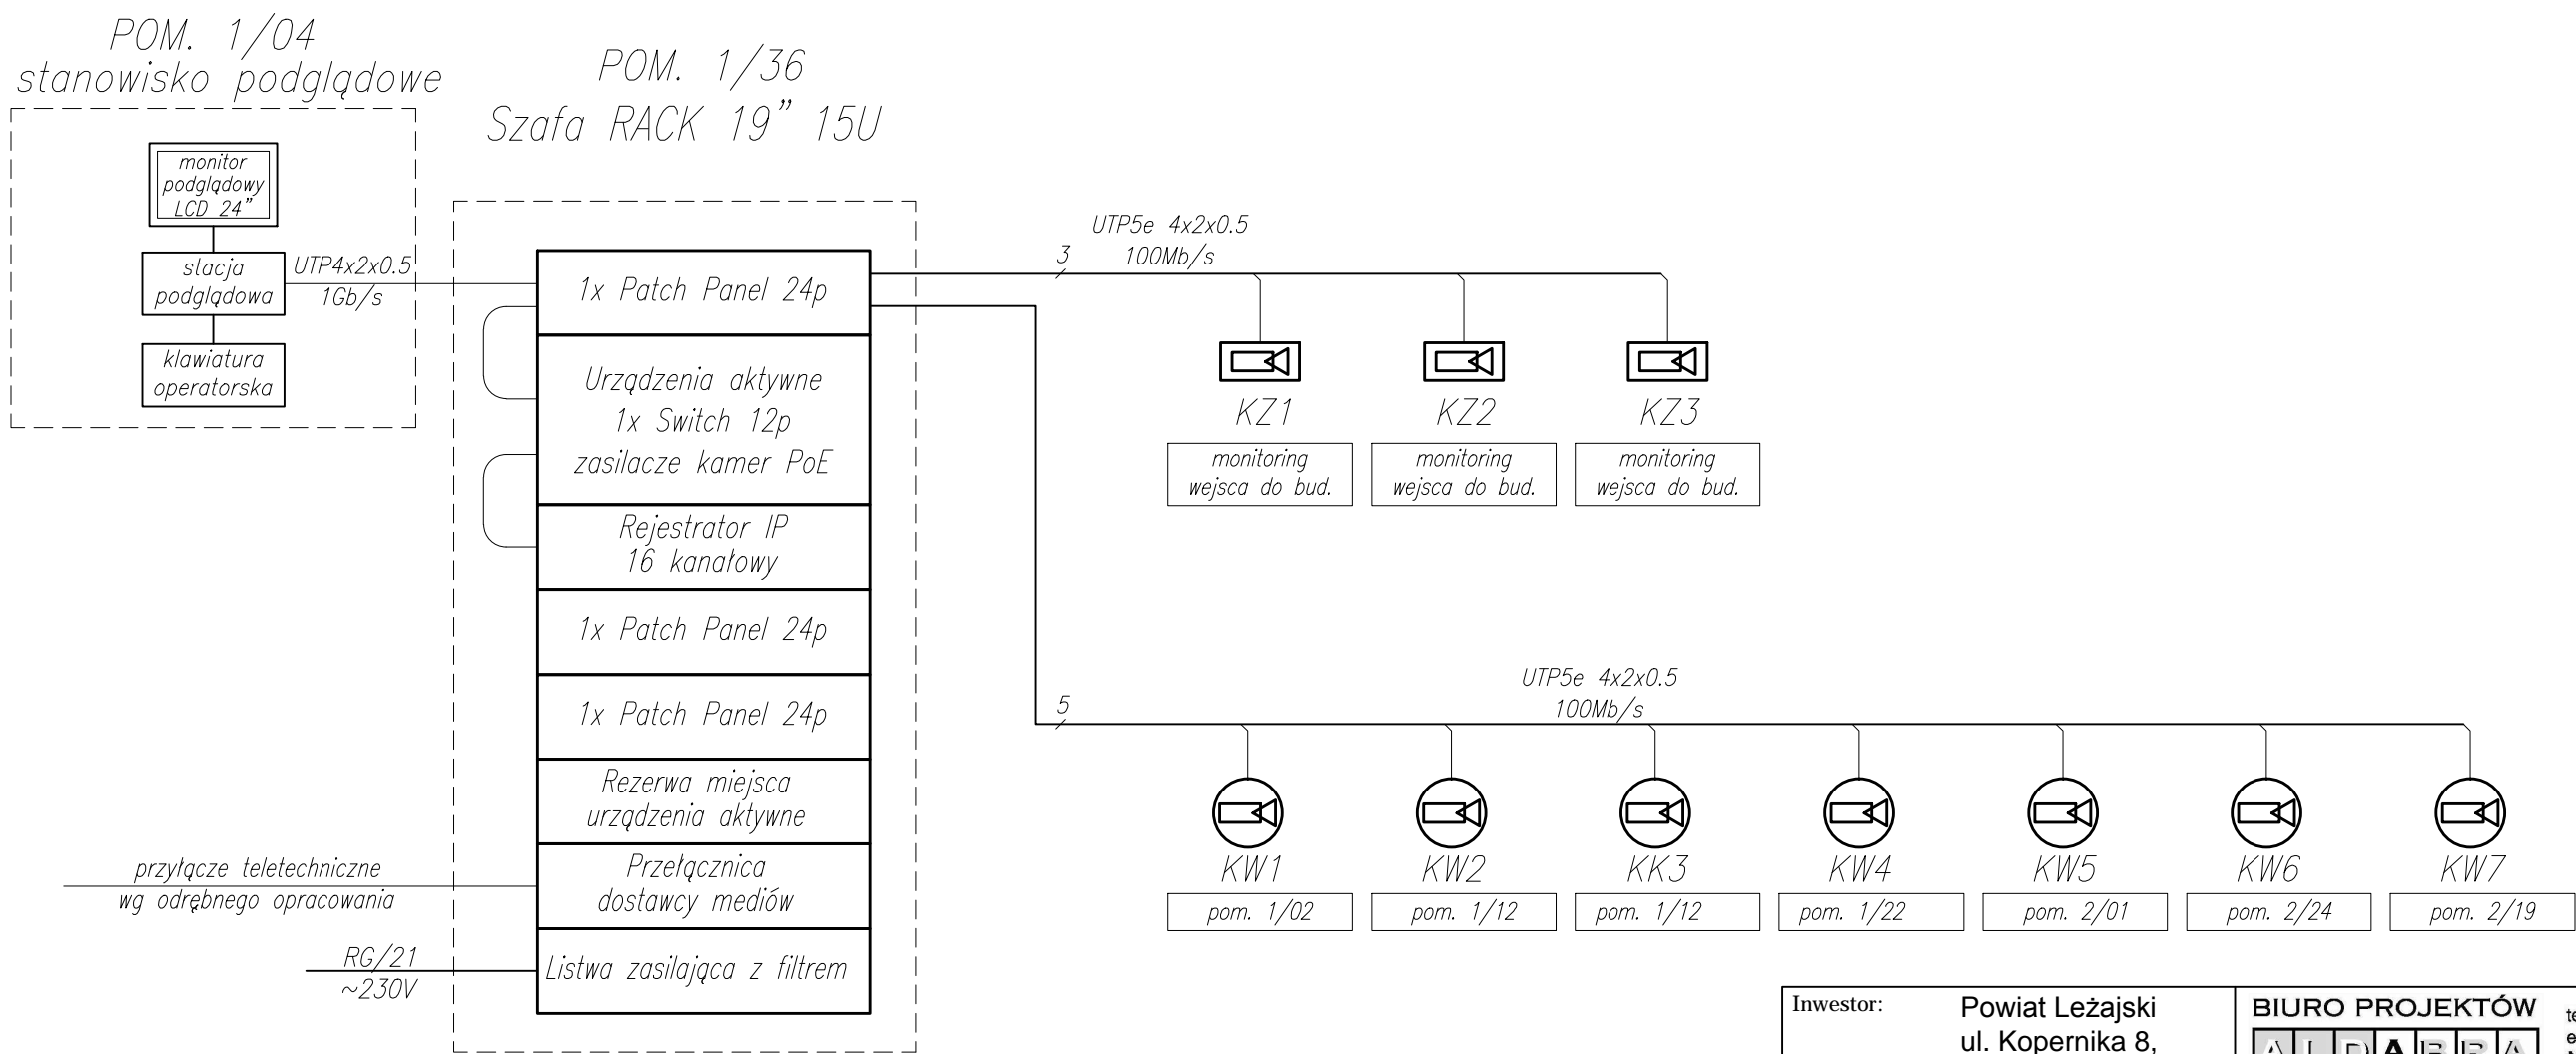 POM. 1/04
stanowisko podglądowe
POM. 1/36
Szafa RACK 19” 15U
monitor
podglądowy
LCD 24”
stacja
podglądowa
klawiatura
operatorska
UTP4x2x0.5
1Gb/s
1x Patch Panel 24p
Urządzenia aktywne
1x Switch 12p
zasilacze kamer PoE
Rejestrator IP
16 kanałowy
1x Patch Panel 24p
1x Patch Panel 24p
Rezerwa miejsca
urządzenia aktywne
Przełącznica
dostawcy mediów
Listwa zasilająca z filtrem
przyłącze teletechniczne
wg odrębnego opracowania
RG/21
~230V
3
UTP5e 4x2x0.5
100Mb/s
KZ1
KZ2
KZ3
monitoring
wejsca do bud.
monitoring
wejsca do bud.
monitoring
wejsca do bud.
5
UTP5e 4x2x0.5
100Mb/s
KW1
KW2
KK3
KW4
KW5
KW6
KW7
pom. 1/02
pom. 1/12
pom. 1/12
pom. 1/22
pom. 2/01
pom. 2/24
pom. 2/19
Inwestor:
Powiat Leżajski
ul. Kopernika 8,
BIURO PROJEKTÓW